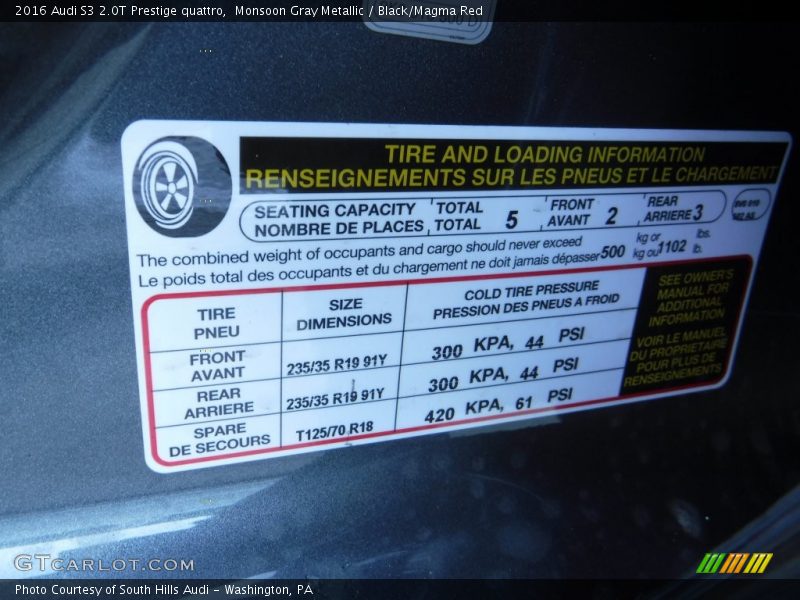 2016 Audi S3 2.0T Prestige quattro,  Monsoon Gray Metallic / Black/Magma Red
TIRE AND LOADING INFORMATION
RENSEIGNEMENTS SUR LES PNEUS ET LE CHARGEMENT
SEATING CAPACITY TOTAL 5 FRONT 2 REAR 3
NOMBRE DE PLACES TOTAL AVANT ARRIERE
The combined weight of occupants and cargo should never exceed 500 kg or 1102 lbs.
Le poids total des occupants et du chargement ne doit jamais dépasser kg ou lb.
TIRE SIZE COLD TIRE PRESSURE
PNEU DIMENSIONS PRESSION DES PNEUS A FROID
FRONT
AVANT 235/35 R19 91Y 300 KPA, 44 PSI
REAR
ARRIERE 235/35 R19 91Y 300 KPA, 44 PSI
SPARE
DE SECOURS T125/70 R18 420 KPA, 61 PSI
SEE OWNER'S
MANUAL FOR
ADDITIONAL
INFORMATION
VOIR LE MANUEL
DU PROPRIETAIRE
POUR PLUS DE
RENSEIGNEMENTS
GTCARLOT.COM
Photo Courtesy of South Hills Audi - Washington, PA